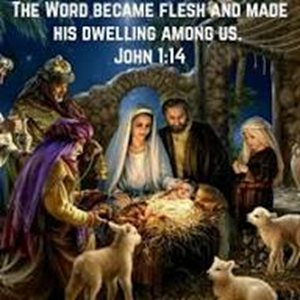 The Word became flesh and made
his dwelling among us.
John 1:14